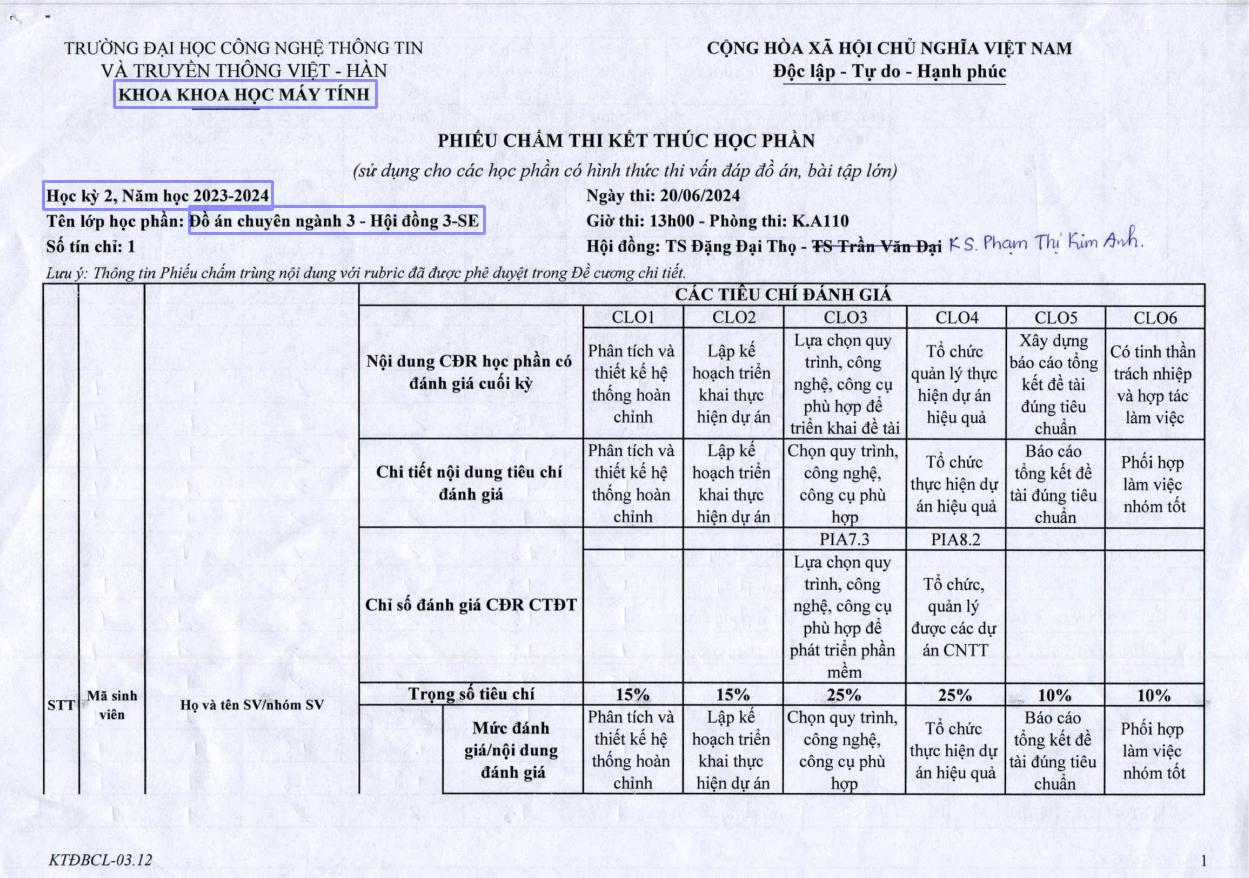 TRƯỜNG ĐẠI HỌC CÔNG NGHỆ THÔNG TIN
VÀ TRUYỀN THÔNG VIỆT - HÀN
KHOA KHOA HỌC MÁY TÍNH
CỘNG HÒA XÃ HỘI CHỦ NGHĨA VIỆT NAM
Độc lập - Tự do - Hạnh phúc
PHIẾU CHẤM THI KẾT THÚC HỌC PHẦN
(sử dụng cho các học phần có hình thức thi vấn đáp đồ án, bài tập lớn)
Học kỳ 2, Năm học 2023-2024
Ngày thi: 20/06/2024
Tên lớp học phần: Đồ án chuyên ngành 3 - Hội đồng 3-SE
Giờ thi: 13h00 - Phòng thi: K.A110
Số tín chỉ: 1
Hội đồng: TS Đặng Đại Thọ - TS Trần Văn Đại KS. Phạm Thị Kim Anh.
Lưu ý: Thông tin Phiếu chấm trùng nội dung với rubric đã được phê duyệt trong Đề cương chi tiết.
CÁC TIÊU CHÍ ĐÁNH GIÁ
CLO1 CLO2 CLO3 CLO4 CLO5 CLO6
Nội dung CĐR học phần có
đánh giá cuối kỳ
Phân tích và
thiết kế hệ
thống hoàn
chỉnh
Lập kế
hoạch triển
khai thực
hiện dự án
Lựa chọn quy
trình, công
nghệ, công cụ
phù hợp để
triển khai đề tài
Tổ chức
quản lý thực
hiện dự án
hiệu quả
Xây dựng
báo cáo tổng
kết đề tài
đúng tiêu
chuẩn
Có tinh thần
trách nhiệp
và hợp tác
làm việc
Chi tiết nội dung tiêu chí
đánh giá
Phân tích và
thiết kế hệ
thống hoàn
chỉnh
Lập kế
hoạch triển
khai thực
hiện dự án
Chọn quy trình,
công nghệ,
công cụ phù
hợp
Tổ chức
thực hiện dự
án hiệu quả
Báo cáo
tổng kết đề
tài đúng tiêu
chuẩn
Phối hợp
làm việc
nhóm tốt
Chỉ số đánh giá CĐR CTĐT
PIA7.3
Lựa chọn quy
trình, công
nghệ, công cụ
phù hợp để
phát triển phần
mềm
PIA8.2
Tổ chức,
quản lý
được các dự
án CNTT
STT
Mã sinh
viên
Họ và tên SV/nhóm SV
Trọng số tiêu chí 15% 15% 25% 25% 10% 10%
Mức đánh
giá/nội dung
đánh giá
Phân tích và
thiết kế hệ
thống hoàn
chỉnh
Lập kế
hoạch triển
khai thực
hiện dự án
Chọn quy trình,
công nghệ,
công cụ phù
hợp
Tổ chức
thực hiện dự
án hiệu quả
Báo cáo
tổng kết đề
tài đúng tiêu
chuẩn
Phối hợp
làm việc
nhóm tốt
KTĐBCL-03.12
1